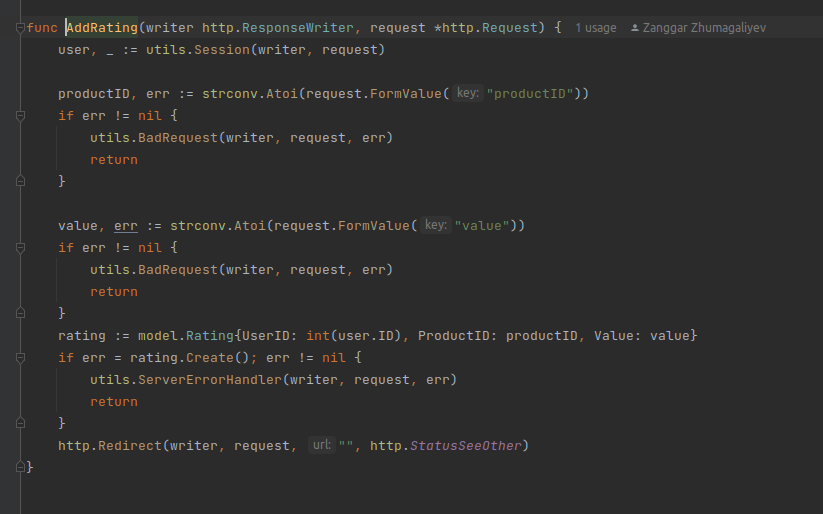 func AddRating(writer http.ResponseWriter, request *http.Request) { 1 usage Zanggar Zhumagaliyev
user, _ := utils.Session(writer, request)
productID, err := strconv.Atoi(request.FormValue( key: "productID"))
if err != nil {
utils.BadRequest(writer, request, err)
return
}
value, err := strconv.Atoi(request.FormValue( key: "value"))
if err != nil {
utils.BadRequest(writer, request, err)
return
}
rating := model.Rating{UserID: int(user.ID), ProductID: productID, Value: value}
if err = rating.Create(); err != nil {
utils.ServerErrorHandler(writer, request, err)
return
}
http.Redirect(writer, request, url: "", http.StatusSeeOther)
}